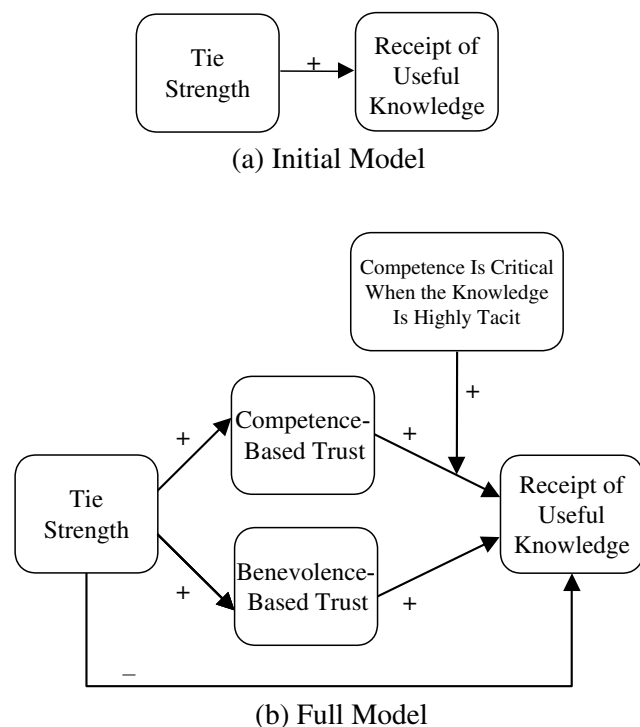 Tie
Strength
+
Receipt of
Useful
Knowledge
(a) Initial Model
Competence Is Critical
When the Knowledge
Is Highly Tacit
+
Competence-
Based Trust
+
+
Tie
Strength
Receipt of
Useful
Knowledge
Benevolence-
Based Trust
+
+
–
(b) Full Model